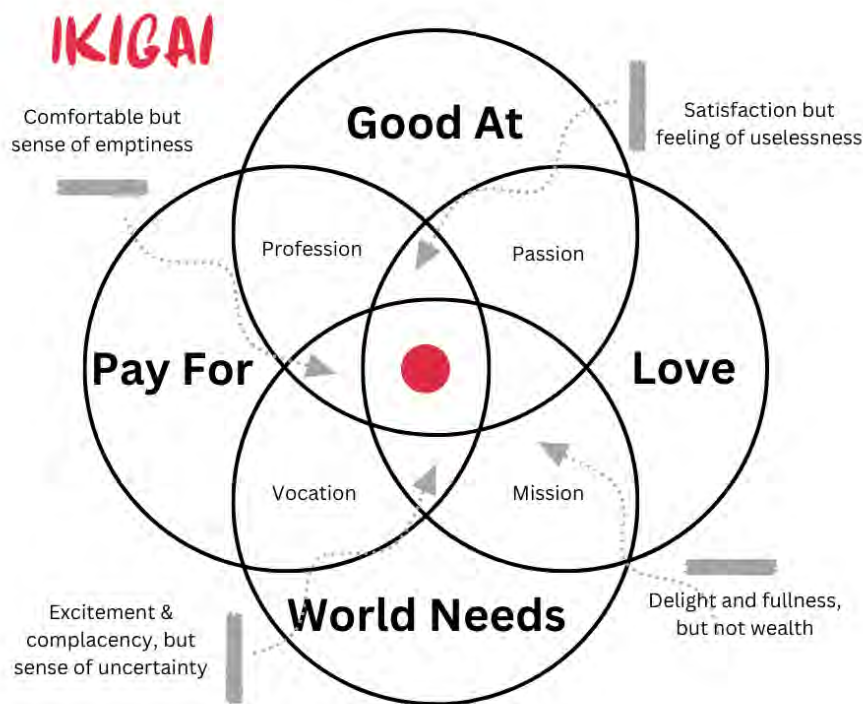 IKIGAI
Good At
Comfortable but
sense of emptiness
Satisfaction but
feeling of uselessness
Profession
Passion
Pay For
Love
Vocation
Mission
World Needs
Excitement &
complacency, but
sense of uncertainty
Delight and fullness,
but not wealth